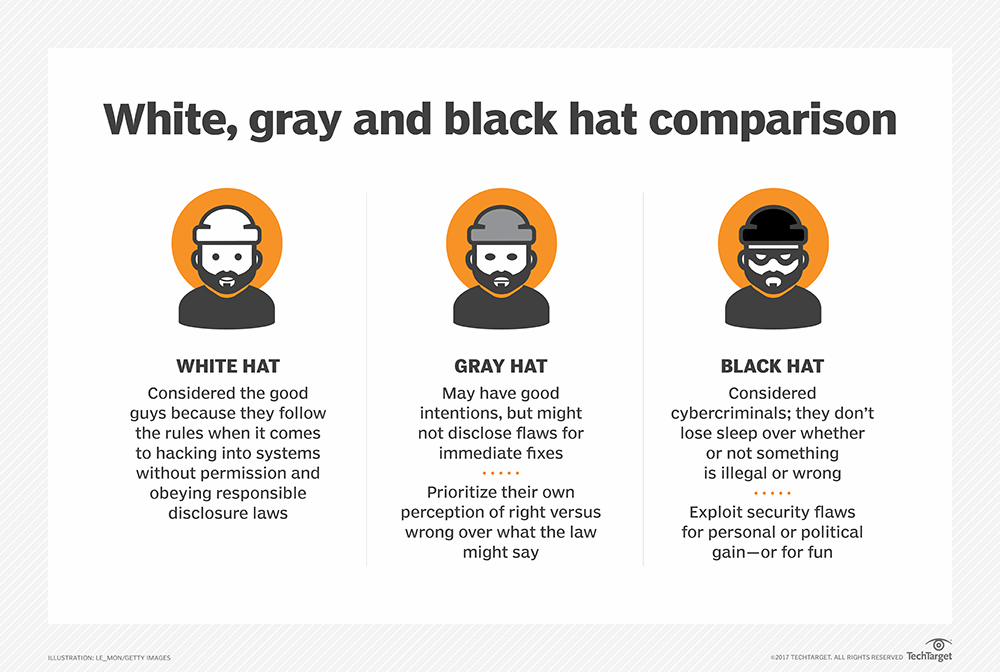 White, gray and black hat comparison
WHITE HAT
Considered the good
guys because they follow
the rules when it comes
to hacking into systems
without permission and
obeying responsible
disclosure laws
GRAY HAT
May have good
intentions, but might
not disclose flaws for
immediate fixes
Prioritize their own
perception of right versus
wrong over what the law
might say
BLACK HAT
Considered
cybercriminals; they don’t
lose sleep over whether
or not something
is illegal or wrong
Exploit security flaws
for personal or political
gain—or for fun
ILLUSTRATION: LE_MON/GETTY IMAGES
©2017 TECHTARGET. ALL RIGHTS RESERVED
TechTarget